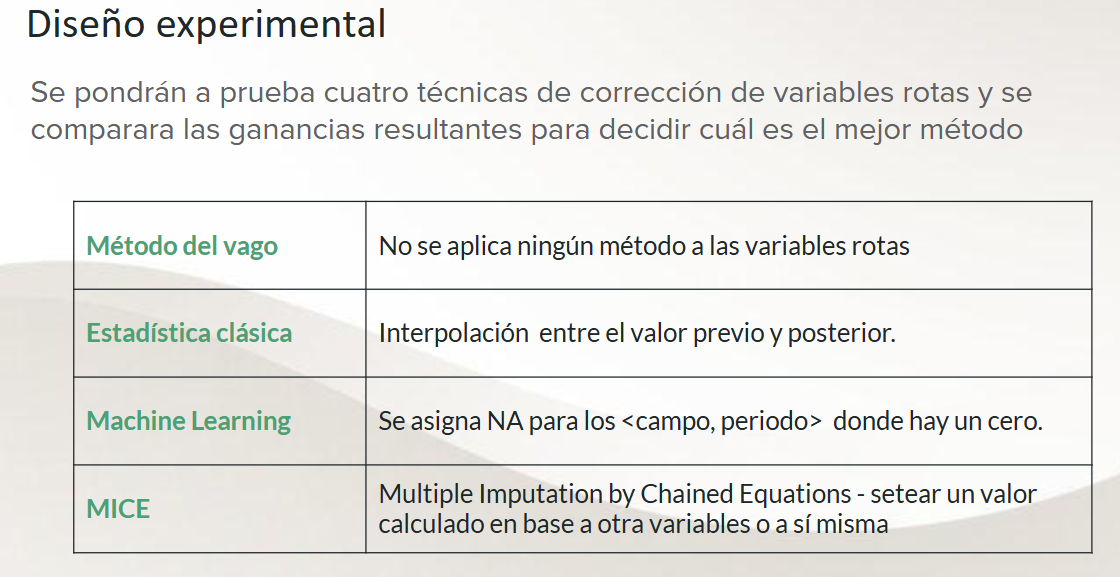 Diseño experimental
Se pondrán a prueba cuatro técnicas de corrección de variables rotas y se
comparara las ganancias resultantes para decidir cuál es el mejor método
Método del vago
No se aplica ningún método a las variables rotas
Estadística clásica
Interpolación entre el valor previo y posterior.
Machine Learning
Se asigna NA para los <campo, periodo> donde hay un cero.
MICE
Multiple Imputation by Chained Equations - setear un valor
calculado en base a otra variables o a sí misma